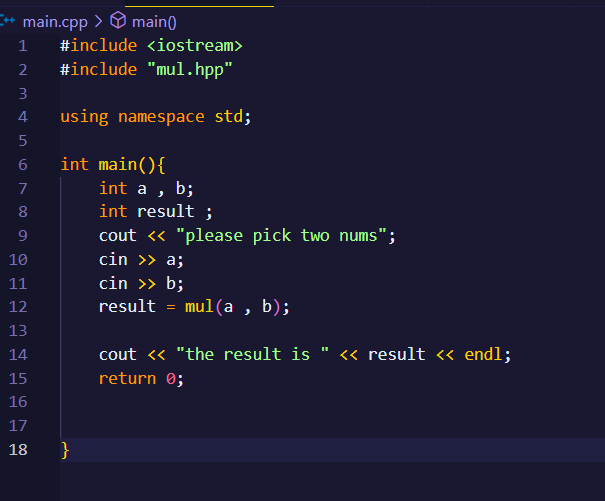 main.cpp > main()
1 #include <iostream>
2 #include "mul.hpp"
3
4 using namespace std;
5
6 int main(){
7     int a , b;
8     int result ;
9     cout << "please pick two nums";
10     cin >> a;
11     cin >> b;
12     result = mul(a , b);
13
14     cout << "the result is " << result << endl;
15     return 0;
16
17
18 }